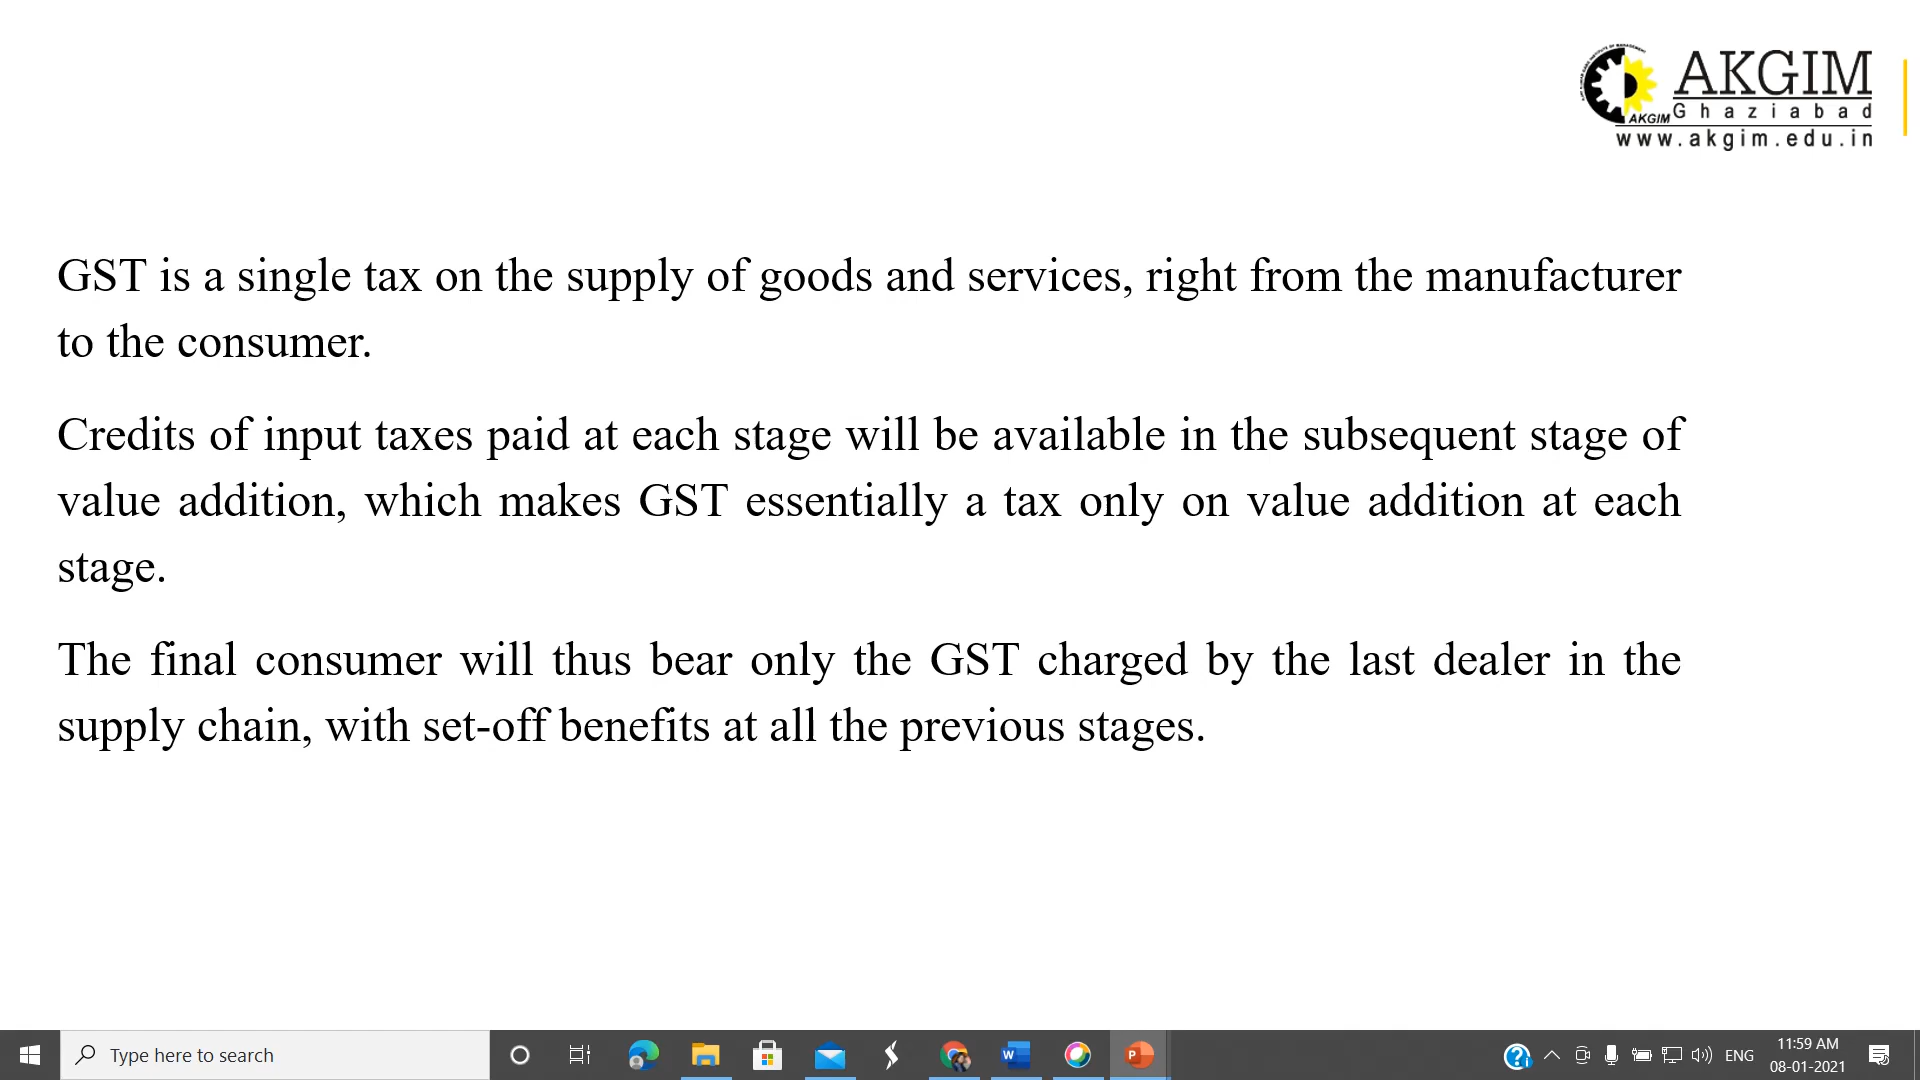 AKGIM
Ghaziabad
AKGIM
www.akgim.edu.in
GST is a single tax on the supply of goods and services, right from the manufacturer
to the consumer.
Credits of input taxes paid at each stage will be available in the subsequent stage of
value addition, which makes GST essentially a tax only on value addition at each
stage.
The final consumer will thus bear only the GST charged by the last dealer in the
supply chain, with set-off benefits at all the previous stages.
Type here to search
ENG
11:59 AM
08-01-2021